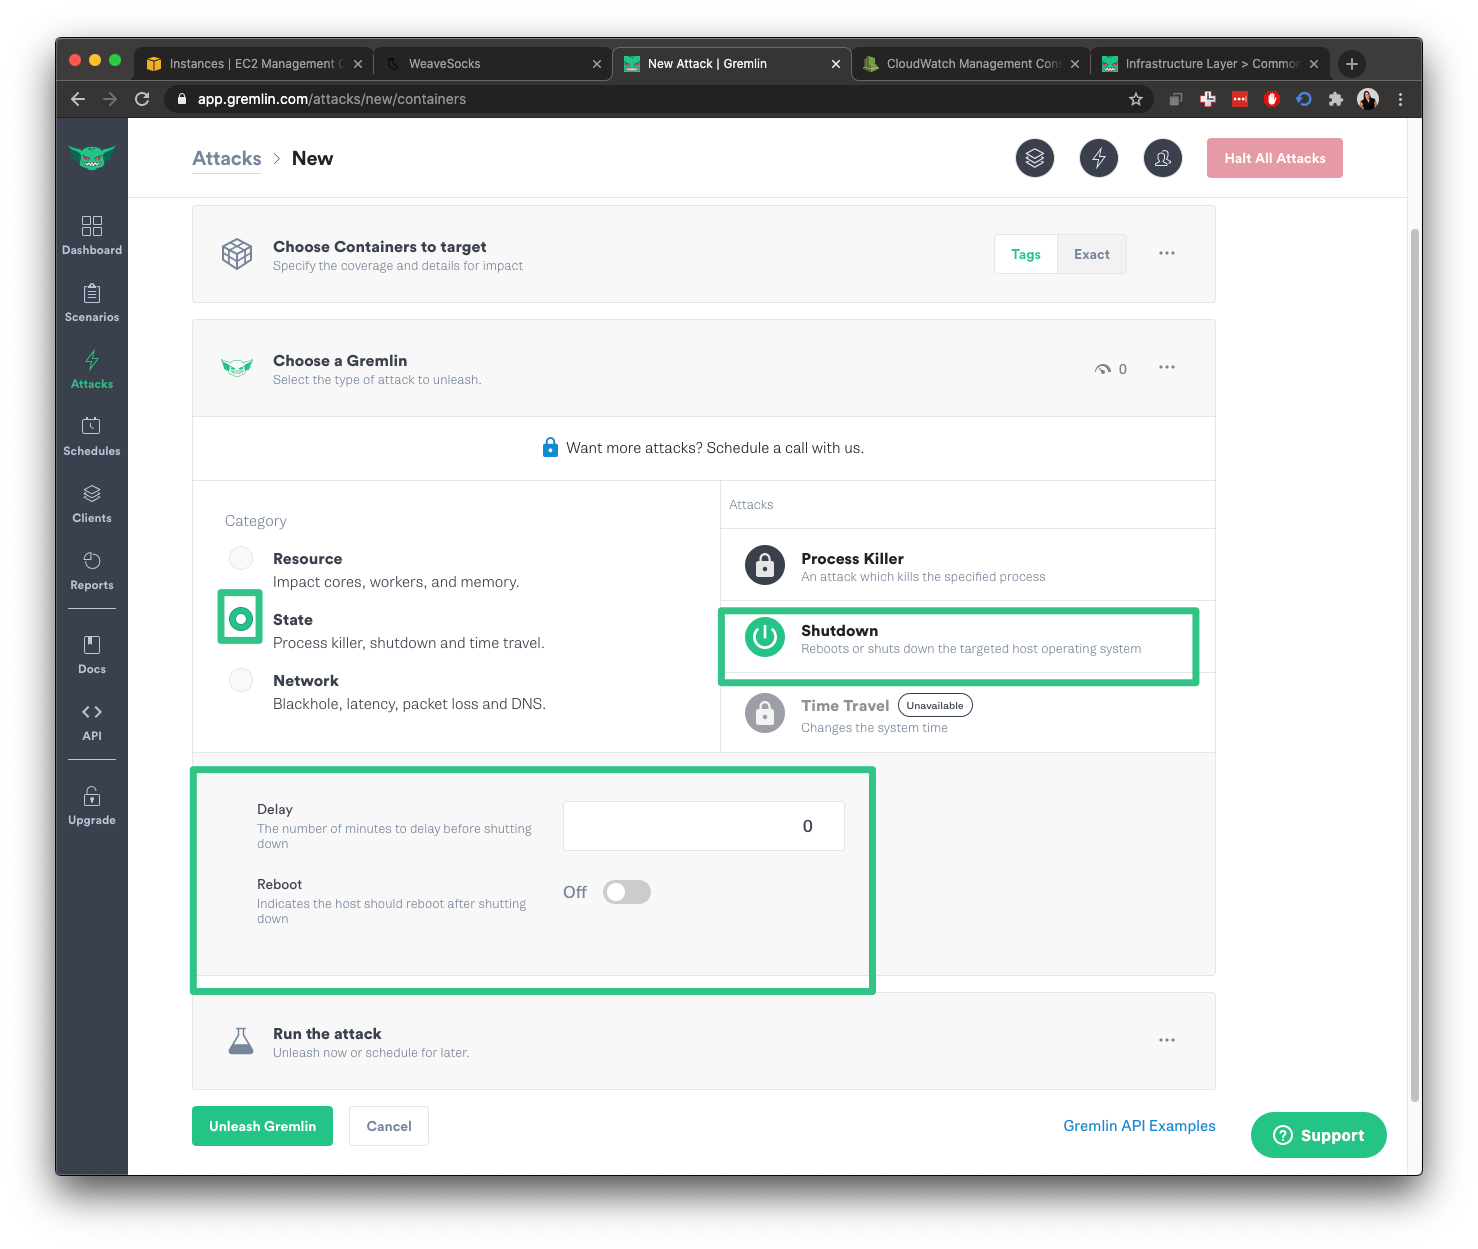 Instances | EC2 Management C
WeaveSocks
New Attack | Gremlin
CloudWatch Management Con
Infrastructure Layer > Common
app.gremlin.com/attacks/new/containers
Attacks > New
Halt All Attacks
Dashboard
Scenarios
Attacks
Schedules
Clients
Reports
Docs
API
Upgrade
Choose Containers to target
Specify the coverage and details for impact
Tags
Exact
Choose a Gremlin
Select the type of attack to unleash.
0
Want more attacks? Schedule a call with us.
Category
Resource
Impact cores, workers, and memory.
State
Process killer, shutdown and time travel.
Network
Blackhole, latency, packet loss and DNS.
Attacks
Process Killer
An attack which kills the specified process
Shutdown
Reboots or shuts down the targeted host operating system
Time Travel Unavailable
Changes the system time
Delay
The number of minutes to delay before shutting
down
0
Reboot
Indicates the host should reboot after shutting
down
Off
Run the attack
Unleash now or schedule for later.
Unleash Gremlin
Cancel
Gremlin API Examples
Support